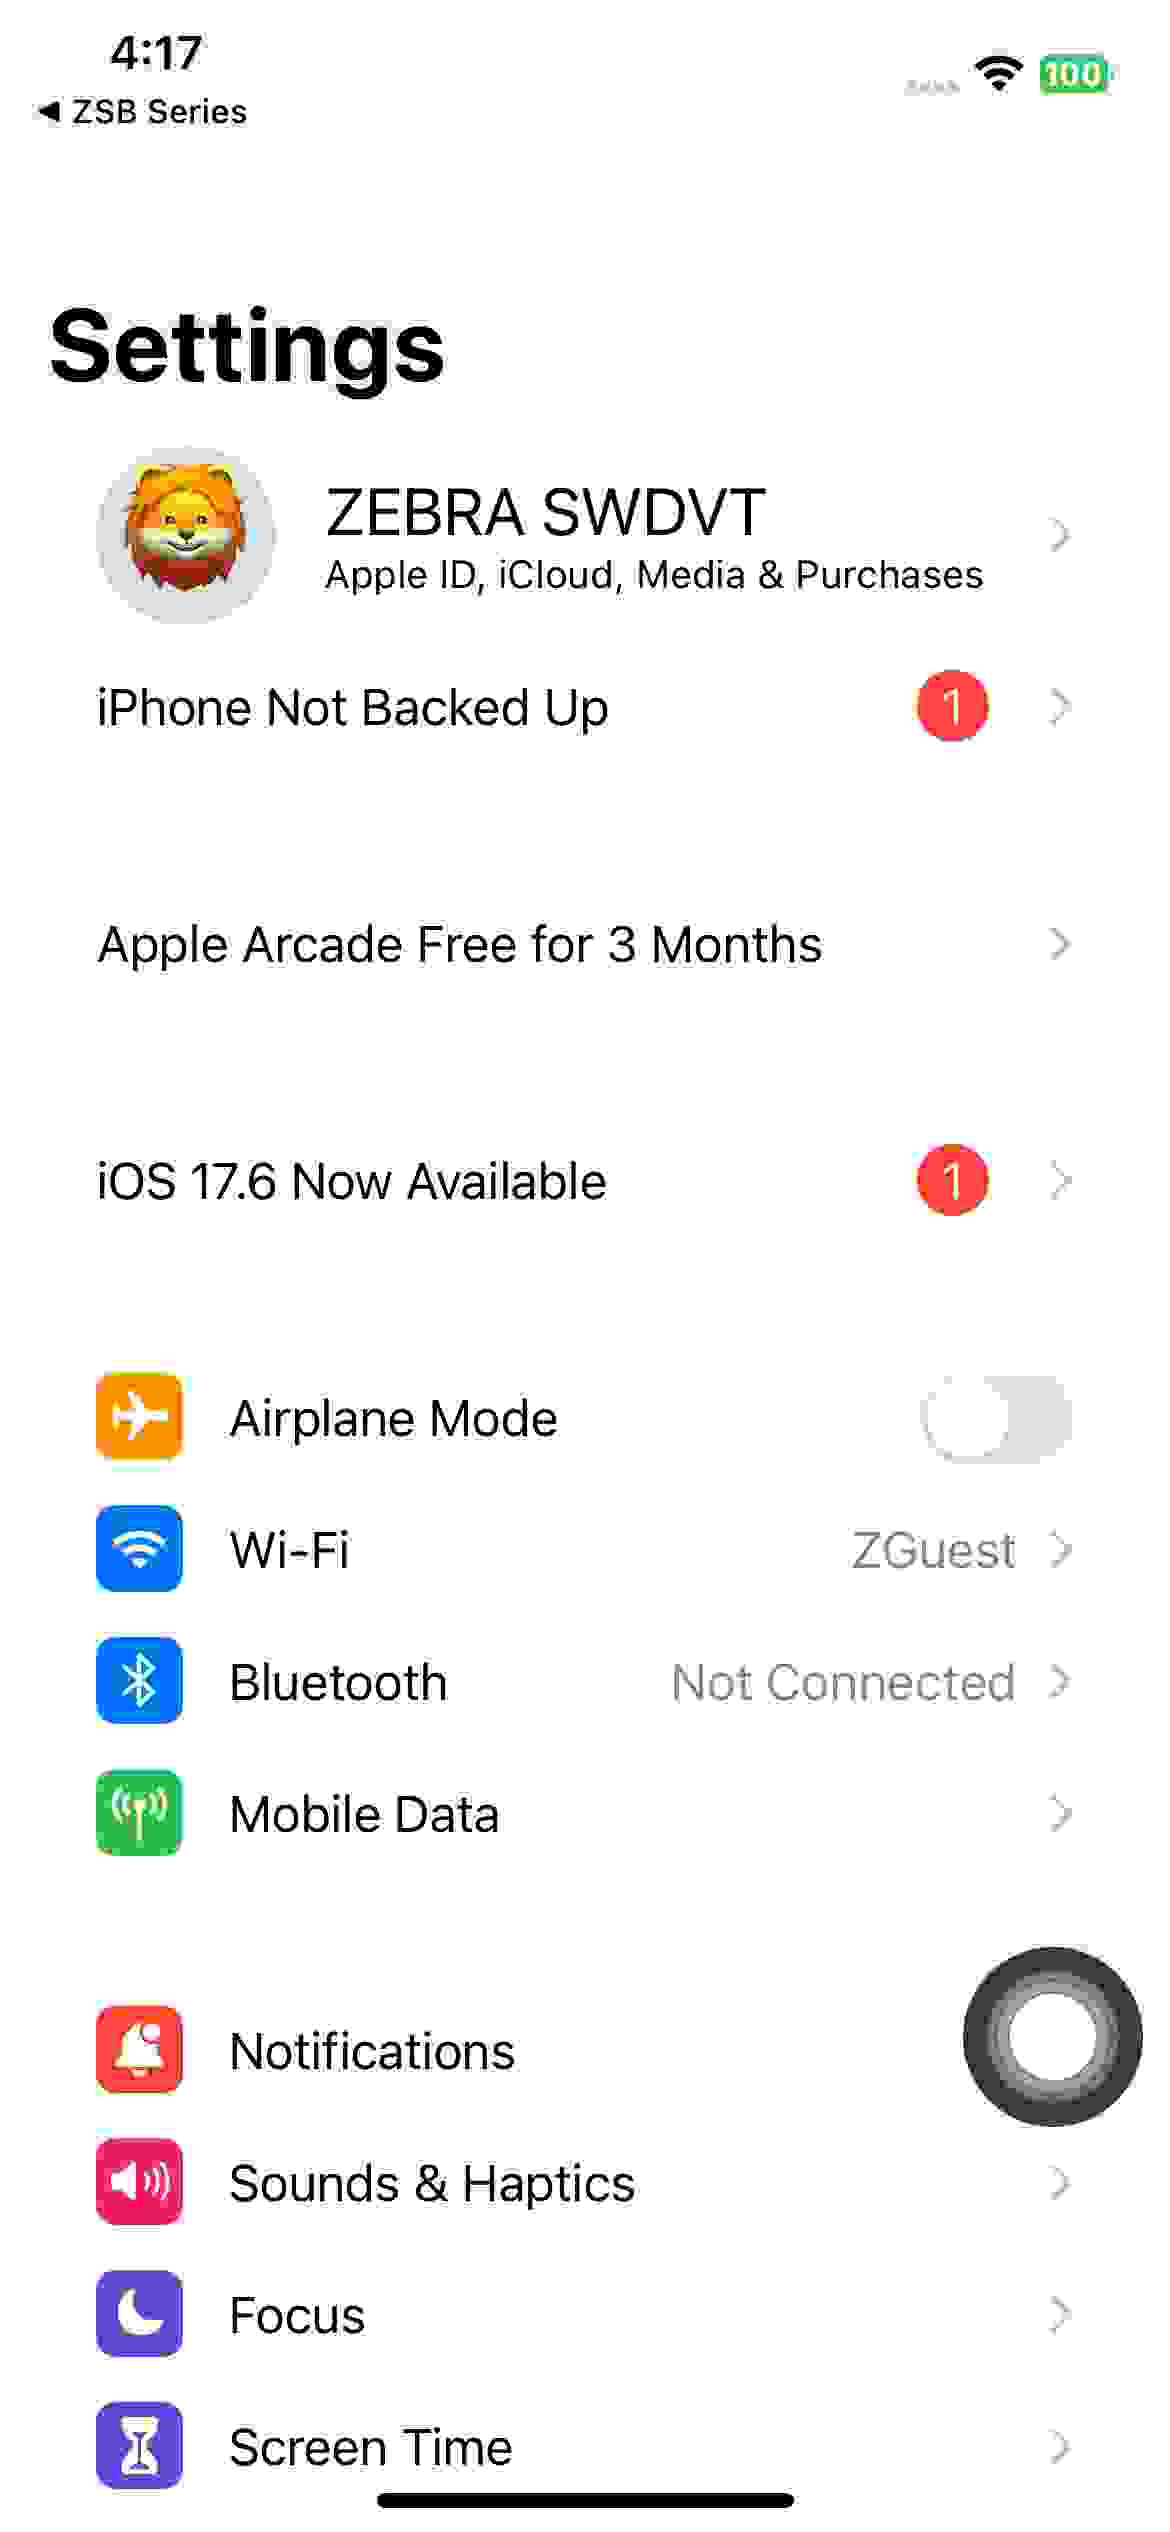 4:17
100
◀ ZSB Series
Settings
ZEBRA SWDVT
Apple ID, iCloud, Media & Purchases
iPhone Not Backed Up 1
Apple Arcade Free for 3 Months
iOS 17.6 Now Available 1
Airplane Mode
Wi-Fi ZGuest
Bluetooth Not Connected
Mobile Data
Notifications
Sounds & Haptics
Focus
Screen Time